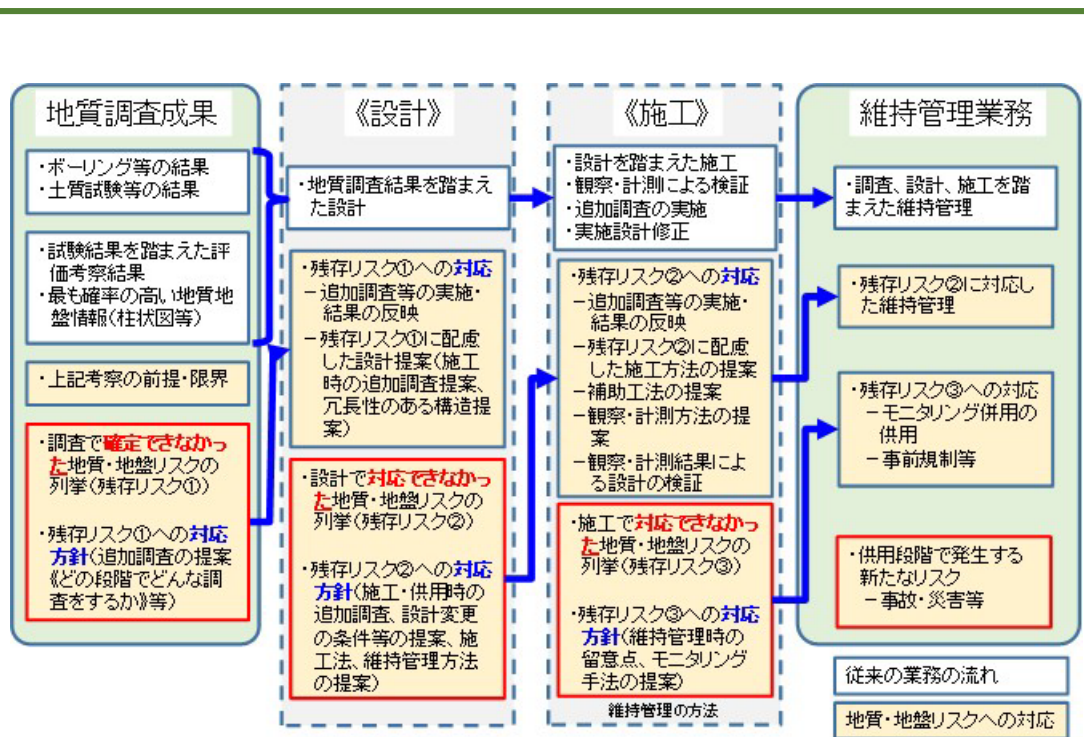 地質調査成果
・ボーリング等の結果
・土質試験等の結果
・試験結果を踏まえた評
価考察結果
・最も確率の高い地質地
盤情報(柱状図等)
・上記考察の前提・限界
・調査で確定できなかっ
た地質・地盤リスクの
列挙(残存リスク①)
・残存リスク①への対応
方針(追加調査の提案
《どの段階でどんな調
査をするか》等)
《設計》
・地質調査結果を踏まえ
た設計
・残存リスク①への対応
－追加調査等の実施・
結果の反映
－残存リスク①に配慮
した設計提案(施工
時の追加調査提案、
冗長性のある構造提
案)
・設計で対応できなかっ
た地質・地盤リスクの
列挙(残存リスク②)
・残存リスク②への対応
方針(施工・供用時の
追加調査、設計変更
の条件等の提案、施
工法、維持管理方法
の提案)
《施工》
・設計を踏まえた施工
・観察・計測による検証
・追加調査の実施
・実施設計修正
・残存リスク②への対応
－追加調査等の実施・
結果の反映
－残存リスク②に配慮
した施工方法の提案
－補助工法の提案
－観察・計測方法の提
案
－観察・計測結果によ
る設計の検証
・施工で対応できなかっ
た地質・地盤リスクの
列挙(残存リスク③)
・残存リスク③への対応
方針(維持管理時の
留意点、モニタリング
手法の提案)
維持管理の方法
維持管理業務
・調査、設計、施工を踏
まえた維持管理
・残存リスク②に対応し
た維持管理
・残存リスク③への対応
－モニタリング併用の
供用
－事前規制等
・供用段階で発生する
新たなリスク
－事故・災害等
従来の業務の流れ
地質・地盤リスクへの対応